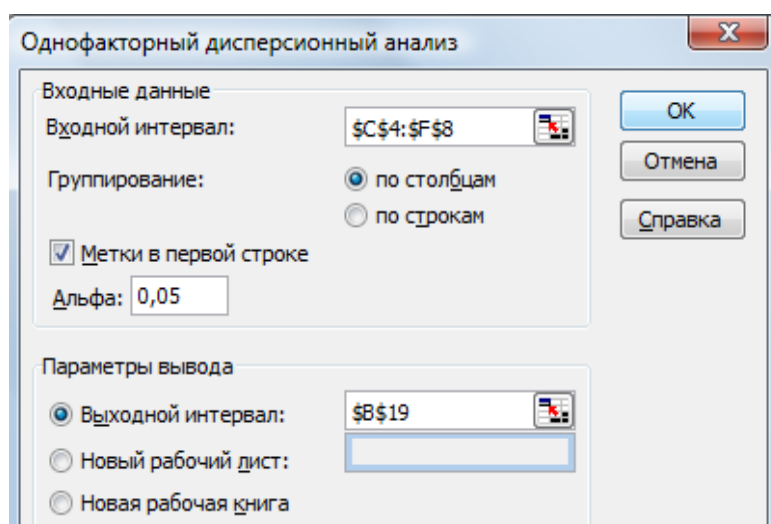 Однофакторный дисперсионный анализ
x
Входные данные
Входной интервал: $C$4:$F$8
OK
Группирование: по столбцам
Отмена
по строкам
Справка
Метки в первой строке
Альфа: 0,05
Параметры вывода
Выходной интервал: $B$19
Новый рабочий лист:
Новая рабочая книга